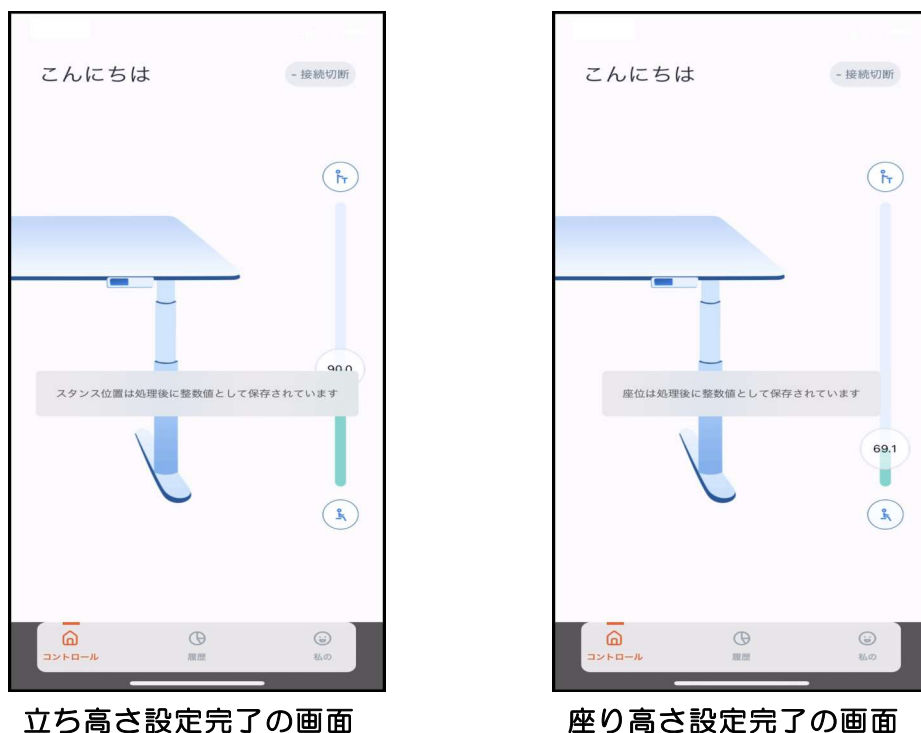 こんにちは
- 接続切断
90.0
スタンス位置は処理後に整数値として保存されています
コントロール
履歴
私の
立ち高さ設定完了の画面
こんにちは
- 接続切断
座位は処理後に整数値として保存されています
69.1
コントロール
履歴
私の
座り高さ設定完了の画面